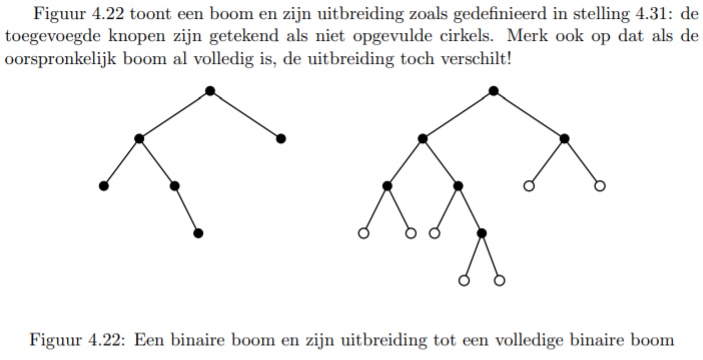 Figuur 4.22 toont een boom en zijn uitbreiding zoals gedefinieerd in stelling 4.31: de
toegevoegde knopen zijn getekend als niet opgevulde cirkels. Merk ook op dat als de
oorspronkelijk boom al volledig is, de uitbreiding toch verschilt!
Figuur 4.22: Een binaire boom en zijn uitbreiding tot een volledige binaire boom